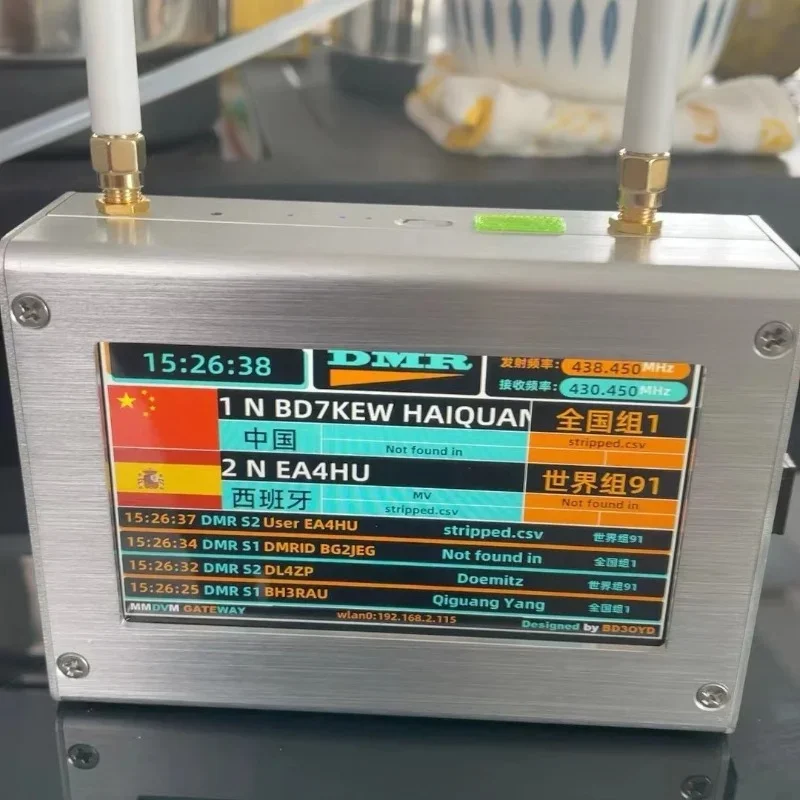 15:26:38
DMR
发射频率: 438.450 MHz
接收频率: 430.450 MHz
1 N BD7KEW HAIQUAN
全国组1
中国
Not found in
stripped.csv
2 N EA4HU
世界组91
西班牙
MV
stripped.csv
Not found in
15:26:37 DMR S2 User EA4HU stripped.csv 世界组91
15:26:34 DMR S1 DMRID BG2JEG Not found in 全国组1
15:26:32 DMR S2 DL4ZP Doemitz 世界组91
15:26:25 DMR S1 BH3RAU Qiguang Yang 全国组1
MMDVM GATEWAY wlan0:192.168.2.115 Designed by BD3OYD